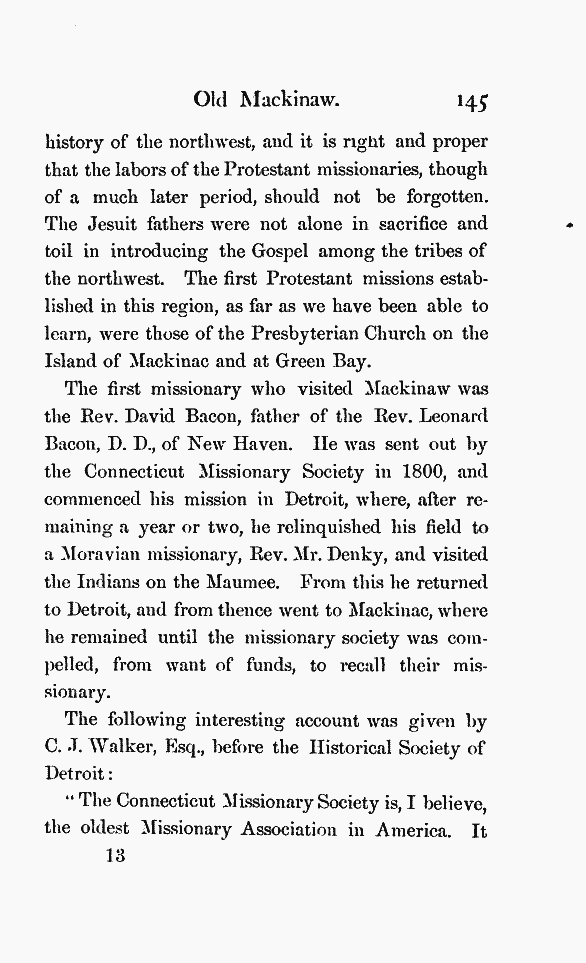 Old Mackinaw. 145
history of the northwest, and it is right and proper
that the labors of the Protestant missionaries, though
of a much later period, should not be forgotten.
The Jesuit fathers were not alone in sacrifice and
toil in introducing the Gospel among the tribes of
the northwest. The first Protestant missions estab-
lished in this region, as far as we have been able to
learn, were those of the Presbyterian Church on the
Island of Mackinac and at Green Bay.
The first missionary who visited Mackinaw was
the Rev. David Bacon, father of the Rev. Leonard
Bacon, D. D., of New Haven. He was sent out by
the Connecticut Missionary Society in 1800, and
commenced his mission in Detroit, where, after re-
maining a year or two, he relinquished his field to
a Moravian missionary, Rev. Mr. Denky, and visited
the Indians on the Maumee. From this he returned
to Detroit, and from thence went to Mackinac, where
he remained until the missionary society was com-
pelled, from want of funds, to recall their mis-
sionary.
The following interesting account was given by
C. J. Walker, Esq., before the Historical Society of
Detroit:
“The Connecticut Missionary Society is, I believe,
the oldest Missionary Association in America. It
13